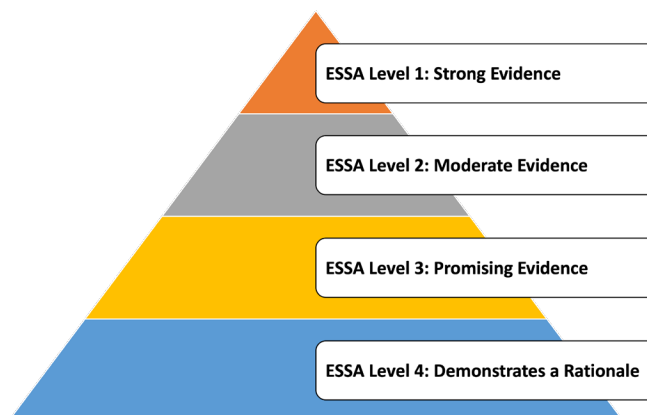 ESSA Level 1: Strong Evidence
ESSA Level 2: Moderate Evidence
ESSA Level 3: Promising Evidence
ESSA Level 4: Demonstrates a Rationale